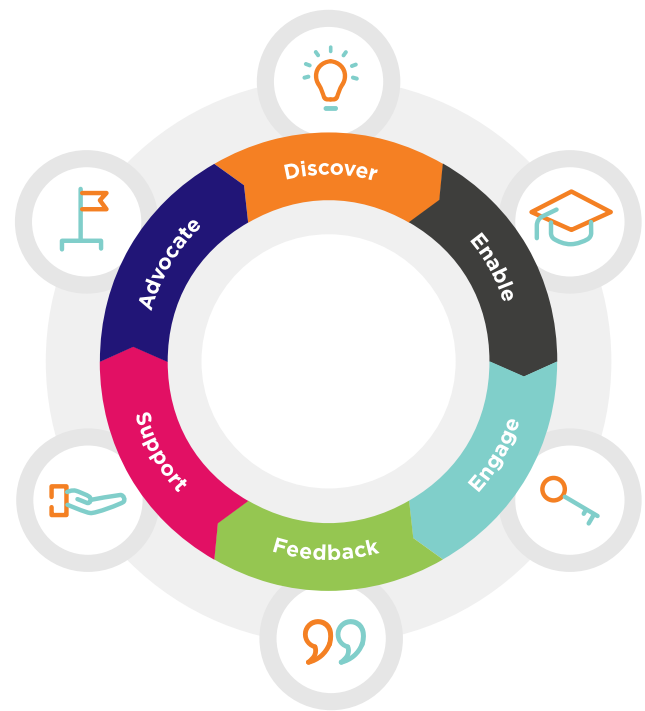 Discover
Enable
Engage
Feedback
Support
Advocate